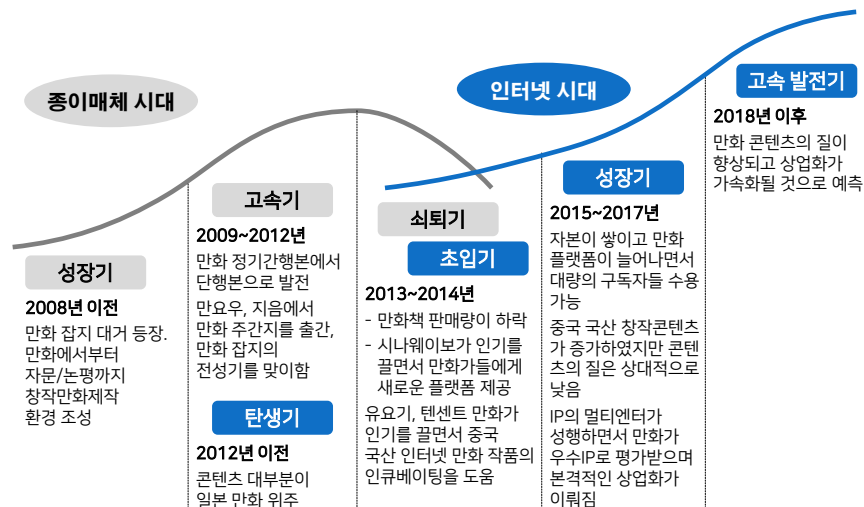 종이매체 시대
인터넷 시대
성장기
2008년 이전
만화 잡지 대거 등장.
만화에서부터
자문/논평까지
창작만화제작
환경 조성
고속기
2009~2012년
만화 정기간행본에서
단행본으로 발전
만요우, 지음에서
만화 주간지를 출간,
만화 잡지의
전성기를 맞이함
탄생기
2012년 이전
콘텐츠 대부분이
일본 만화 위주
쇠퇴기
초입기
2013~2014년
- 만화책 판매량이 하락
- 시나웨이보가 인기를
끌면서 만화가들에게
새로운 플랫폼 제공
유요기, 텐센트 만화가
인기를 끌면서 중국
국산 인터넷 만화 작품의
인큐베이팅을 도움
성장기
2015~2017년
자본이 쌓이고 만화
플랫폼이 늘어나면서
대량의 구독자들 수용
가능
중국 국산 창작콘텐츠
가 증가하였지만 콘텐
츠의 질은 상대적으로
낮음
IP의 멀티엔터가
성행하면서 만화가
우수IP로 평가받으며
본격적인 상업화가
이뤄짐
고속 발전기
2018년 이후
만화 콘텐츠의 질이
향상되고 상업화가
가속화될 것으로 예측